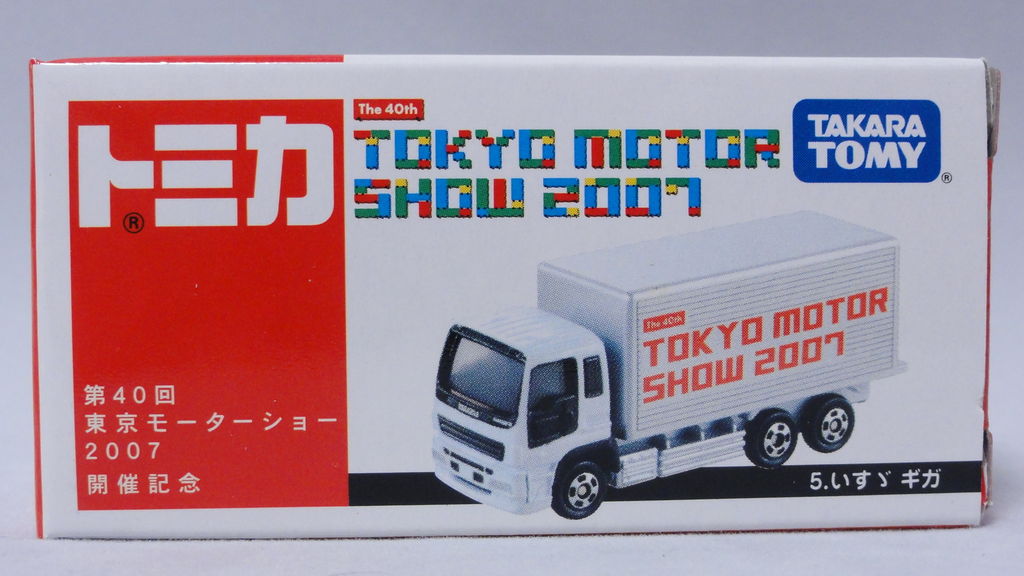 トミカ®
The 40th
TOKYO MOTOR
SHOW 2007
TAKARA
TOMY®
The 40th
TOKYO MOTOR
SHOW 2007
第40回
東京モーターショー
2007
開催記念
5.いすゞ ギガ